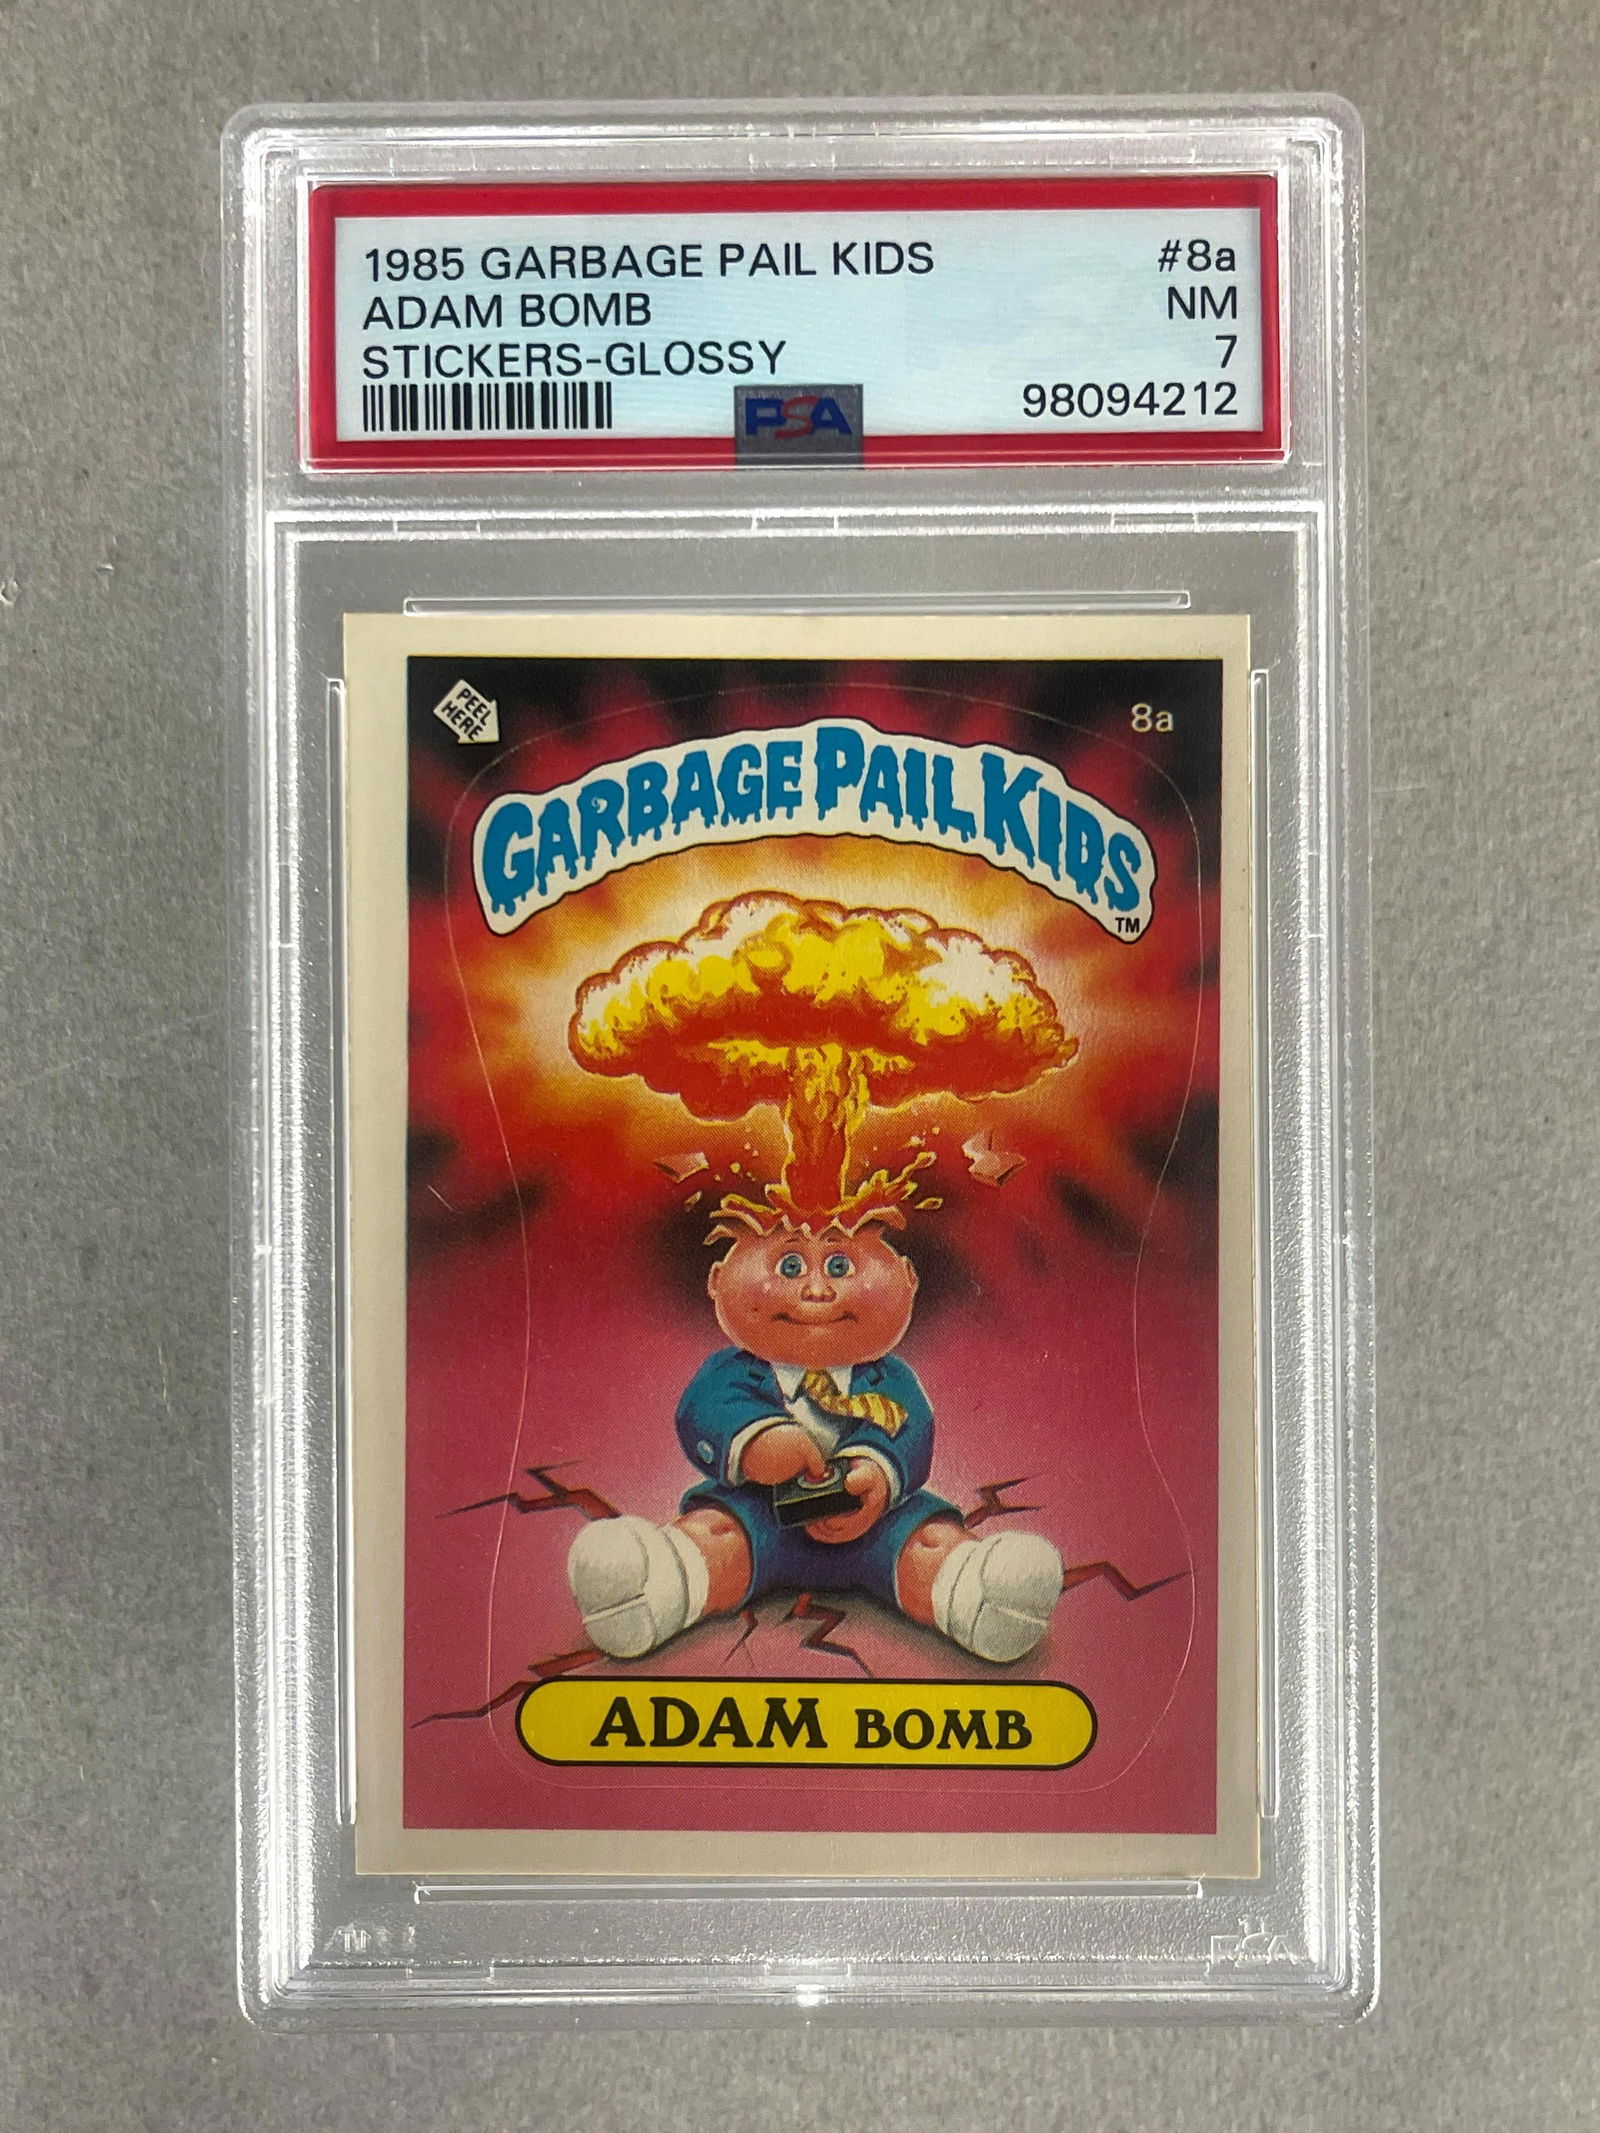 1985 GARBAGE PAIL KIDS #8a
ADAM BOMB NM
STICKERS-GLOSSY 7
PSA 98094212
PEEL HERE
8a
GARBAGE PAIL KIDS
TM
ADAM BOMB
PSA